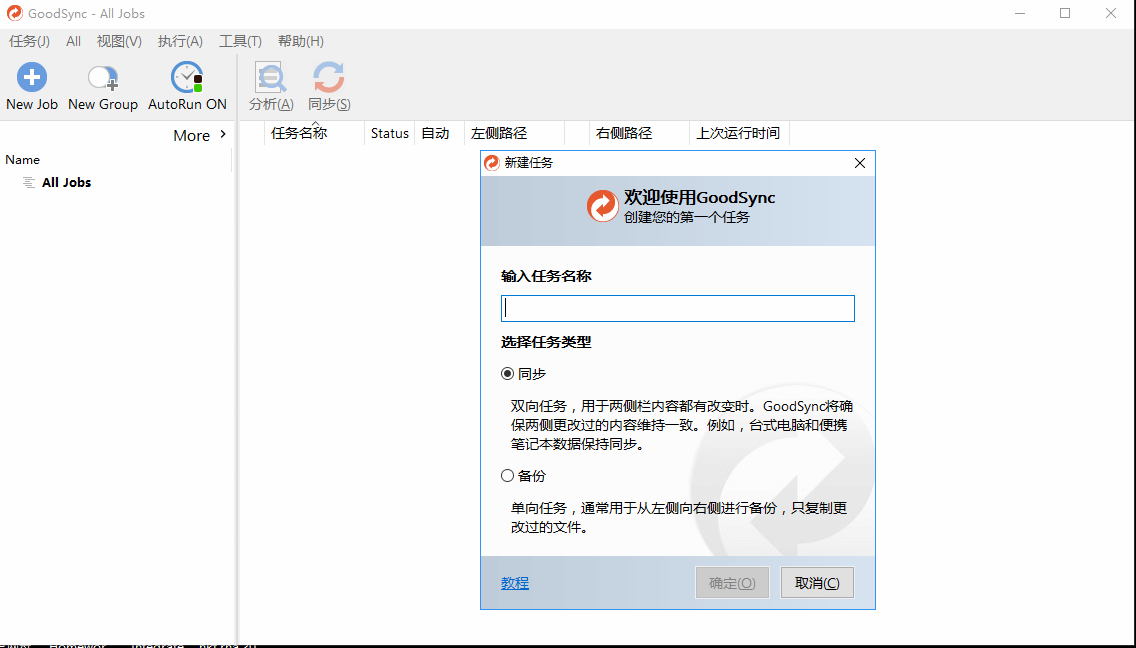 GoodSync - All Jobs
任务(J) All 视图(V) 执行(A) 工具(T) 帮助(H)
New Job New Group AutoRun ON 分析(A) 同步(S)
More
任务名称 Status 自动 左侧路径 右侧路径 上次运行时间
Name
All Jobs
新建任务
欢迎使用GoodSync
创建您的第一个任务
输入任务名称
选择任务类型
同步
双向任务，用于两侧栏内容都有改变时。GoodSync将确
保两侧更改过的内容维持一致。例如，台式电脑和便携
笔记本数据保持同步。
备份
单向任务，通常用于从左侧向右侧进行备份，只复制更
改过的文件。
教程 确定(O) 取消(C)